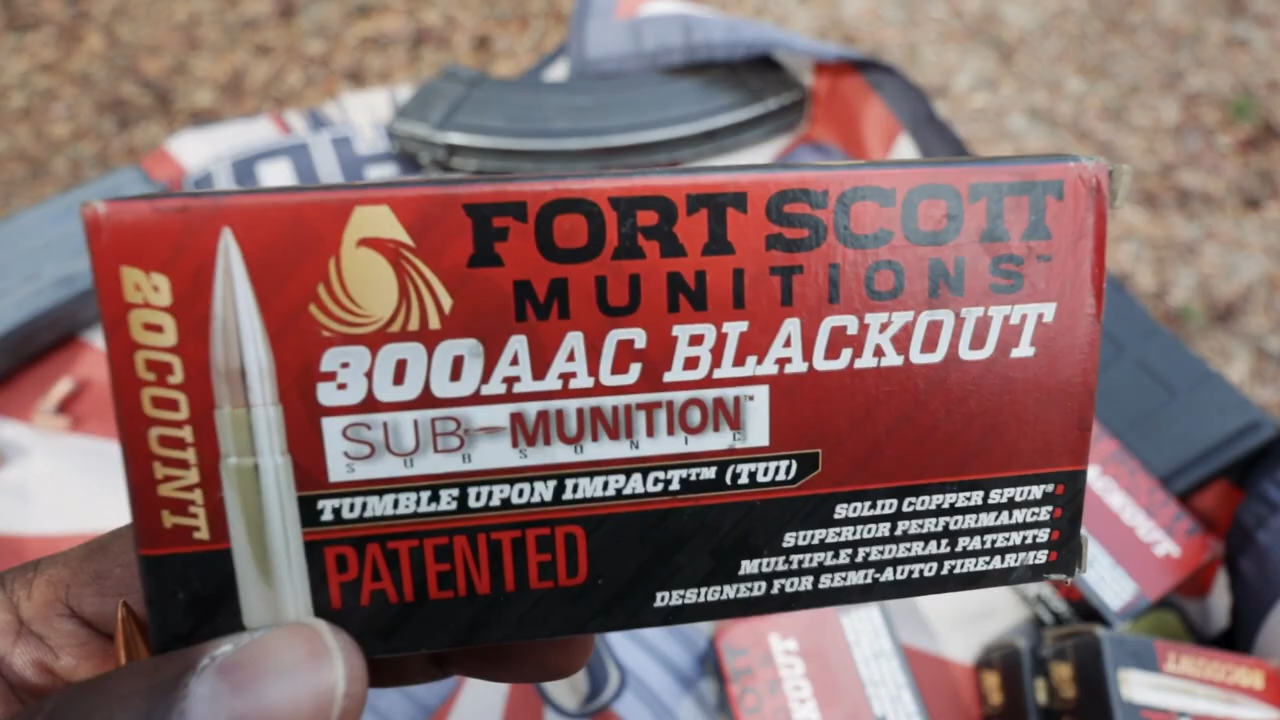 FORT SCOTT
MUNITIONS™
300AAC BLACKOUT
SUB-MUNITION™
SUBSONIC
TUMBLE UPON IMPACT™ (TUI)
PATENTED
SOLID COPPER SPUN®
SUPERIOR PERFORMANCE
MULTIPLE FEDERAL PATENTS
DESIGNED FOR SEMI-AUTO FIREARMS
20COUNT